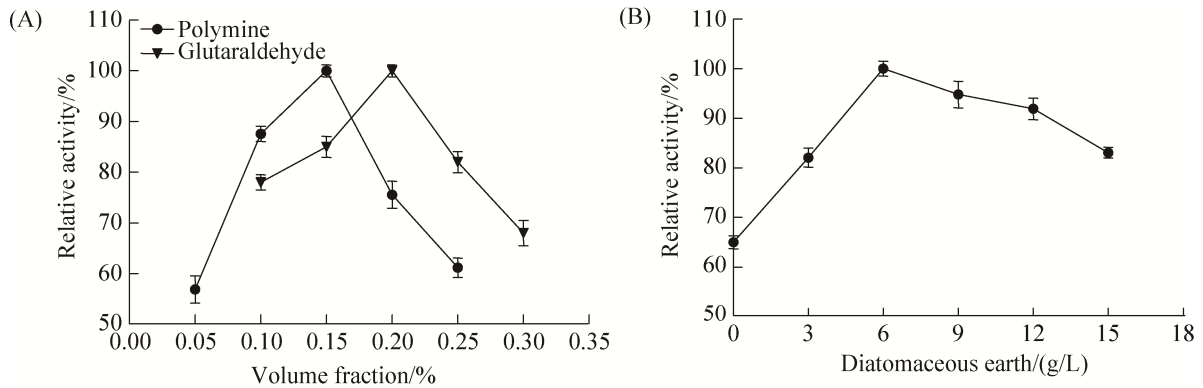 (A)
110
100
90
80
70
60
50
Relative activity/%
Polymine
Glutaraldehyde
0.00 0.05 0.10 0.15 0.20 0.25 0.30 0.35
Volume fraction/%
(B)
110
100
90
80
70
60
50
Relative activity/%
0 3 6 9 12 15 18
Diatomaceous earth/(g/L)